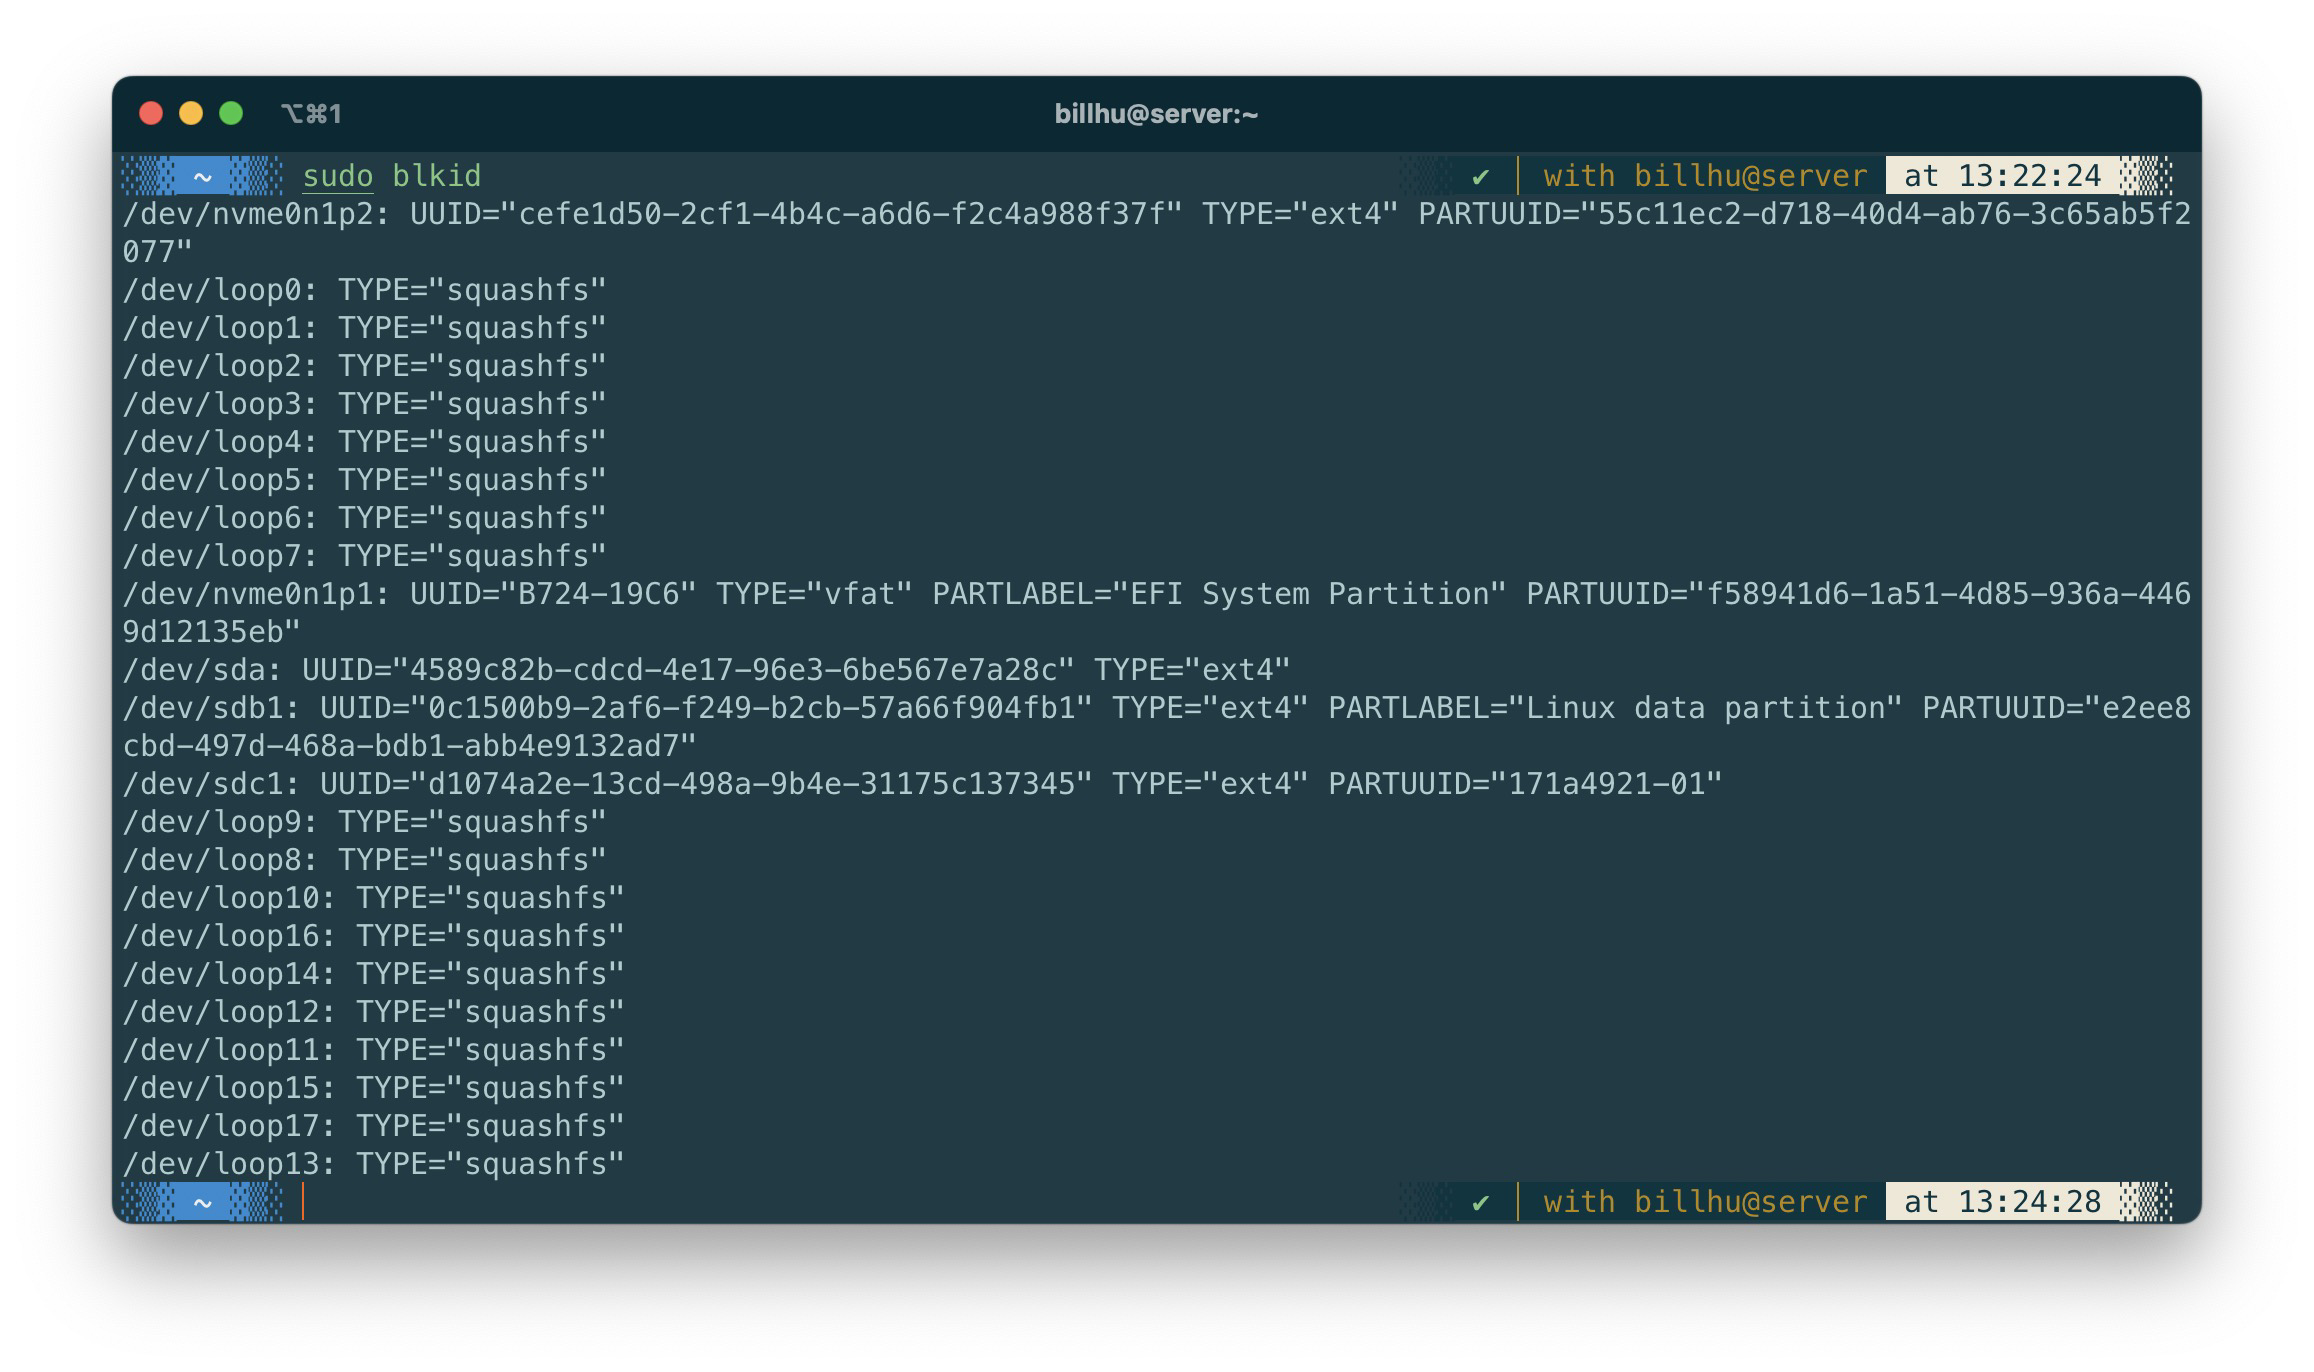 ⌥⌘1
billhu@server:~
~ sudo blkid ✔ with billhu@server at 13:22:24
/dev/nvme0n1p2: UUID="cefe1d50-2cf1-4b4c-a6d6-f2c4a988f37f" TYPE="ext4" PARTUUID="55c11ec2-d718-40d4-ab76-3c65ab5f2
077"
/dev/loop0: TYPE="squashfs"
/dev/loop1: TYPE="squashfs"
/dev/loop2: TYPE="squashfs"
/dev/loop3: TYPE="squashfs"
/dev/loop4: TYPE="squashfs"
/dev/loop5: TYPE="squashfs"
/dev/loop6: TYPE="squashfs"
/dev/loop7: TYPE="squashfs"
/dev/nvme0n1p1: UUID="B724-19C6" TYPE="vfat" PARTLABEL="EFI System Partition" PARTUUID="f58941d6-1a51-4d85-936a-446
9d12135eb"
/dev/sda: UUID="4589c82b-cdcd-4e17-96e3-6be567e7a28c" TYPE="ext4"
/dev/sdb1: UUID="0c1500b9-2af6-f249-b2cb-57a66f904fb1" TYPE="ext4" PARTLABEL="Linux data partition" PARTUUID="e2ee8
cbd-497d-468a-bdb1-abb4e9132ad7"
/dev/sdc1: UUID="d1074a2e-13cd-498a-9b4e-31175c137345" TYPE="ext4" PARTUUID="171a4921-01"
/dev/loop9: TYPE="squashfs"
/dev/loop8: TYPE="squashfs"
/dev/loop10: TYPE="squashfs"
/dev/loop16: TYPE="squashfs"
/dev/loop14: TYPE="squashfs"
/dev/loop12: TYPE="squashfs"
/dev/loop11: TYPE="squashfs"
/dev/loop15: TYPE="squashfs"
/dev/loop17: TYPE="squashfs"
/dev/loop13: TYPE="squashfs"
~ ✔ with billhu@server at 13:24:28